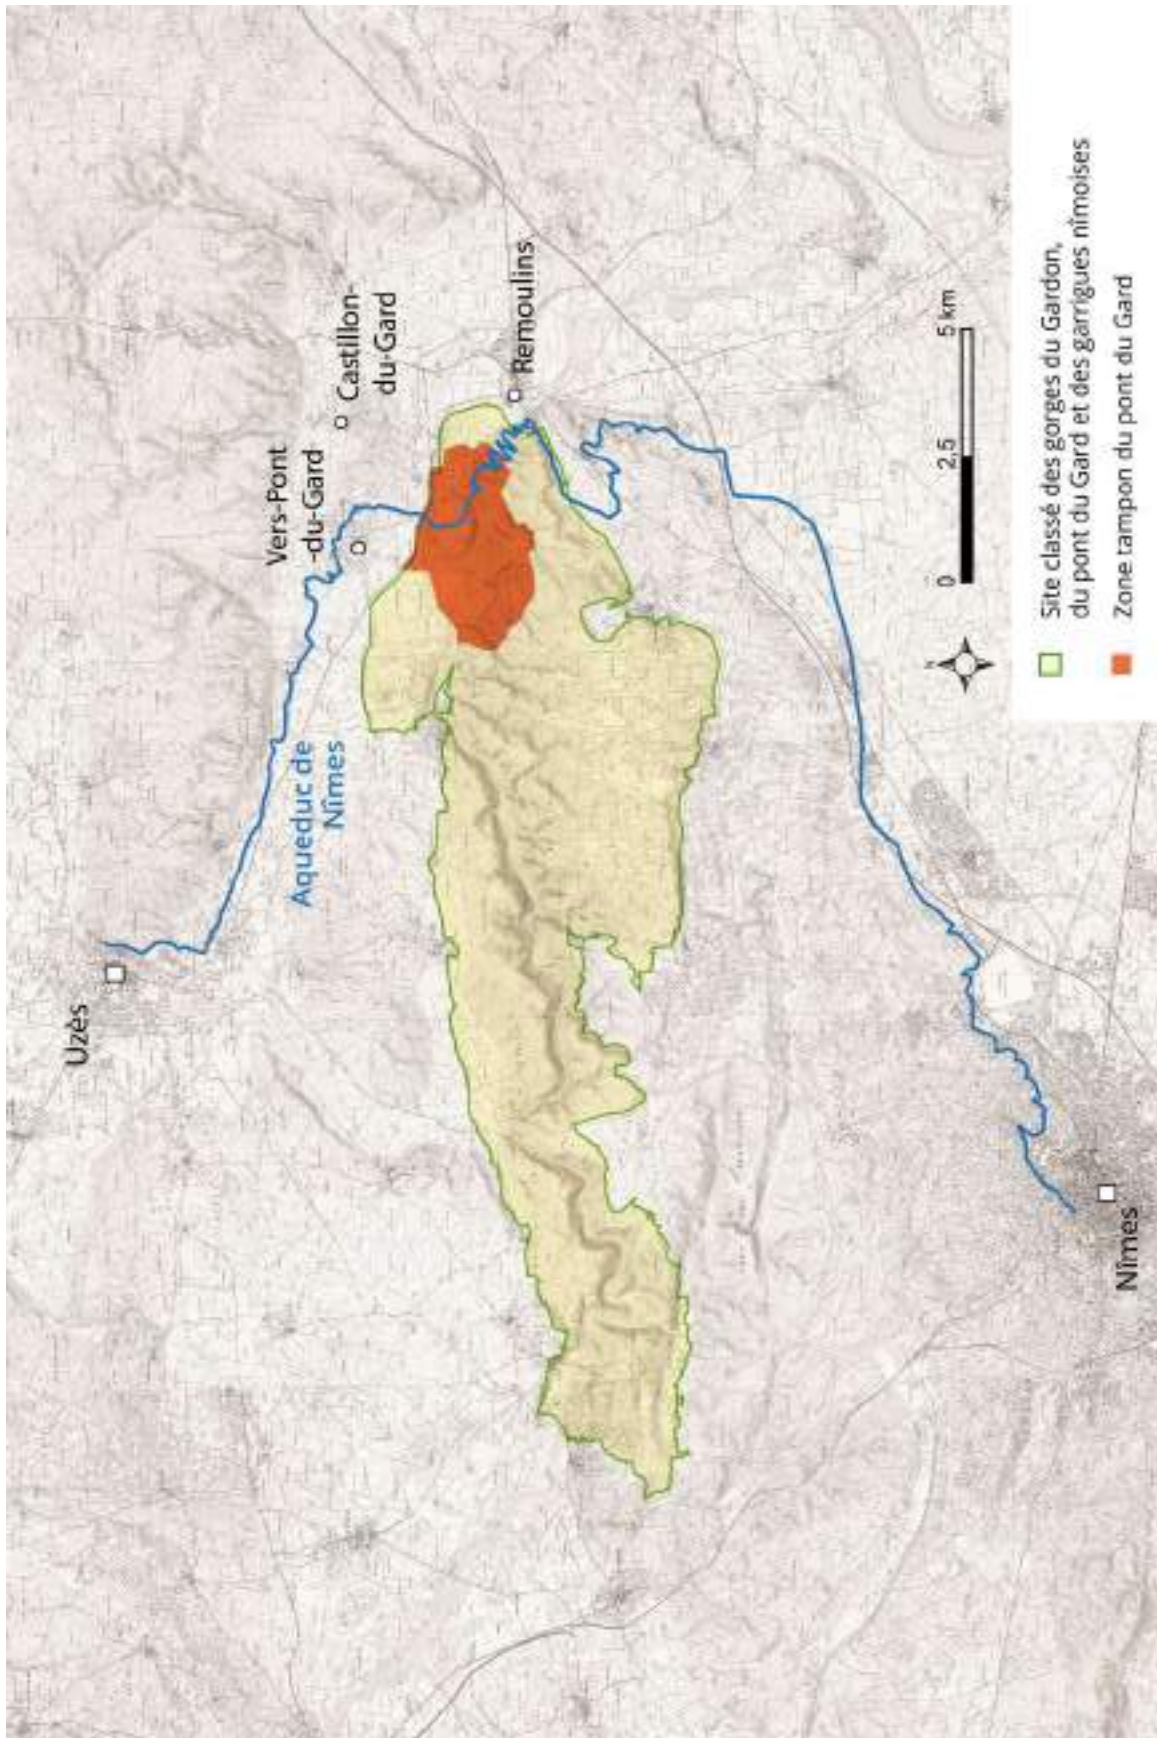 Uzès
Aqueduc de
Nîmes
Vers-Pont
-du-Gard
Castillon-
du-Gard
Remoulins
Nîmes
N
0
2,5
5 km
Site classé des gorges du Gardon,
du pont du Gard et des garrigues nîmoises
Zone tampon du pont du Gard